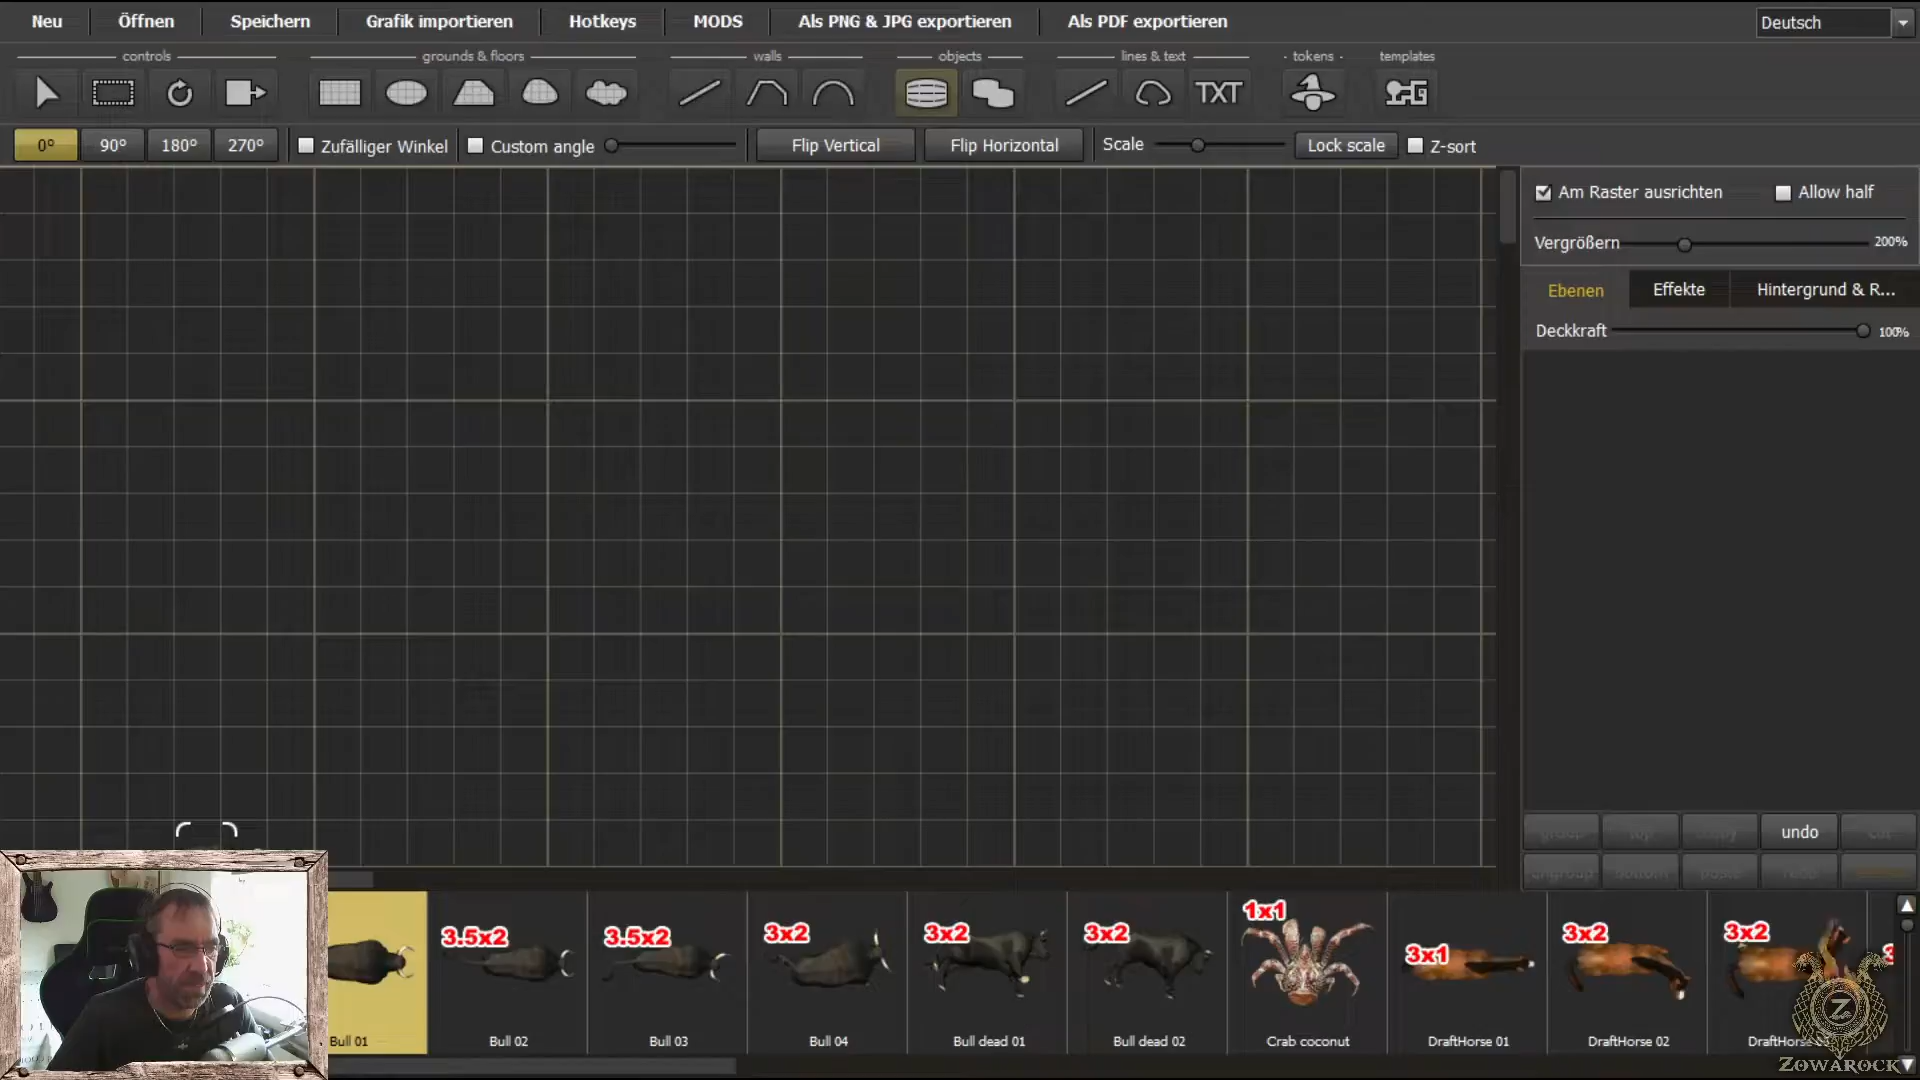 Neu Öffnen Speichern Grafik importieren Hotkeys MODS Als PNG & JPG exportieren Als PDF exportieren Deutsch
controls grounds & floors walls objects lines & text tokens templates
TXT
0° 90° 180° 270° Zufälliger Winkel Custom angle Flip Vertical Flip Horizontal Scale Lock scale Z-sort
Am Raster ausrichten Allow half
Vergrößern 200%
Ebenen Effekte Hintergrund & R...
Deckkraft 100%
undo
ungroup bottom paste
3.5x2 3.5x2 3x2 3x2 3x2 1x1 3x1 3x2 3x2
Bull 01 Bull 02 Bull 03 Bull 04 Bull dead 01 Bull dead 02 Crab coconut DraftHorse 01 DraftHorse 02 DraftHorse
Z
ZOWAROCK